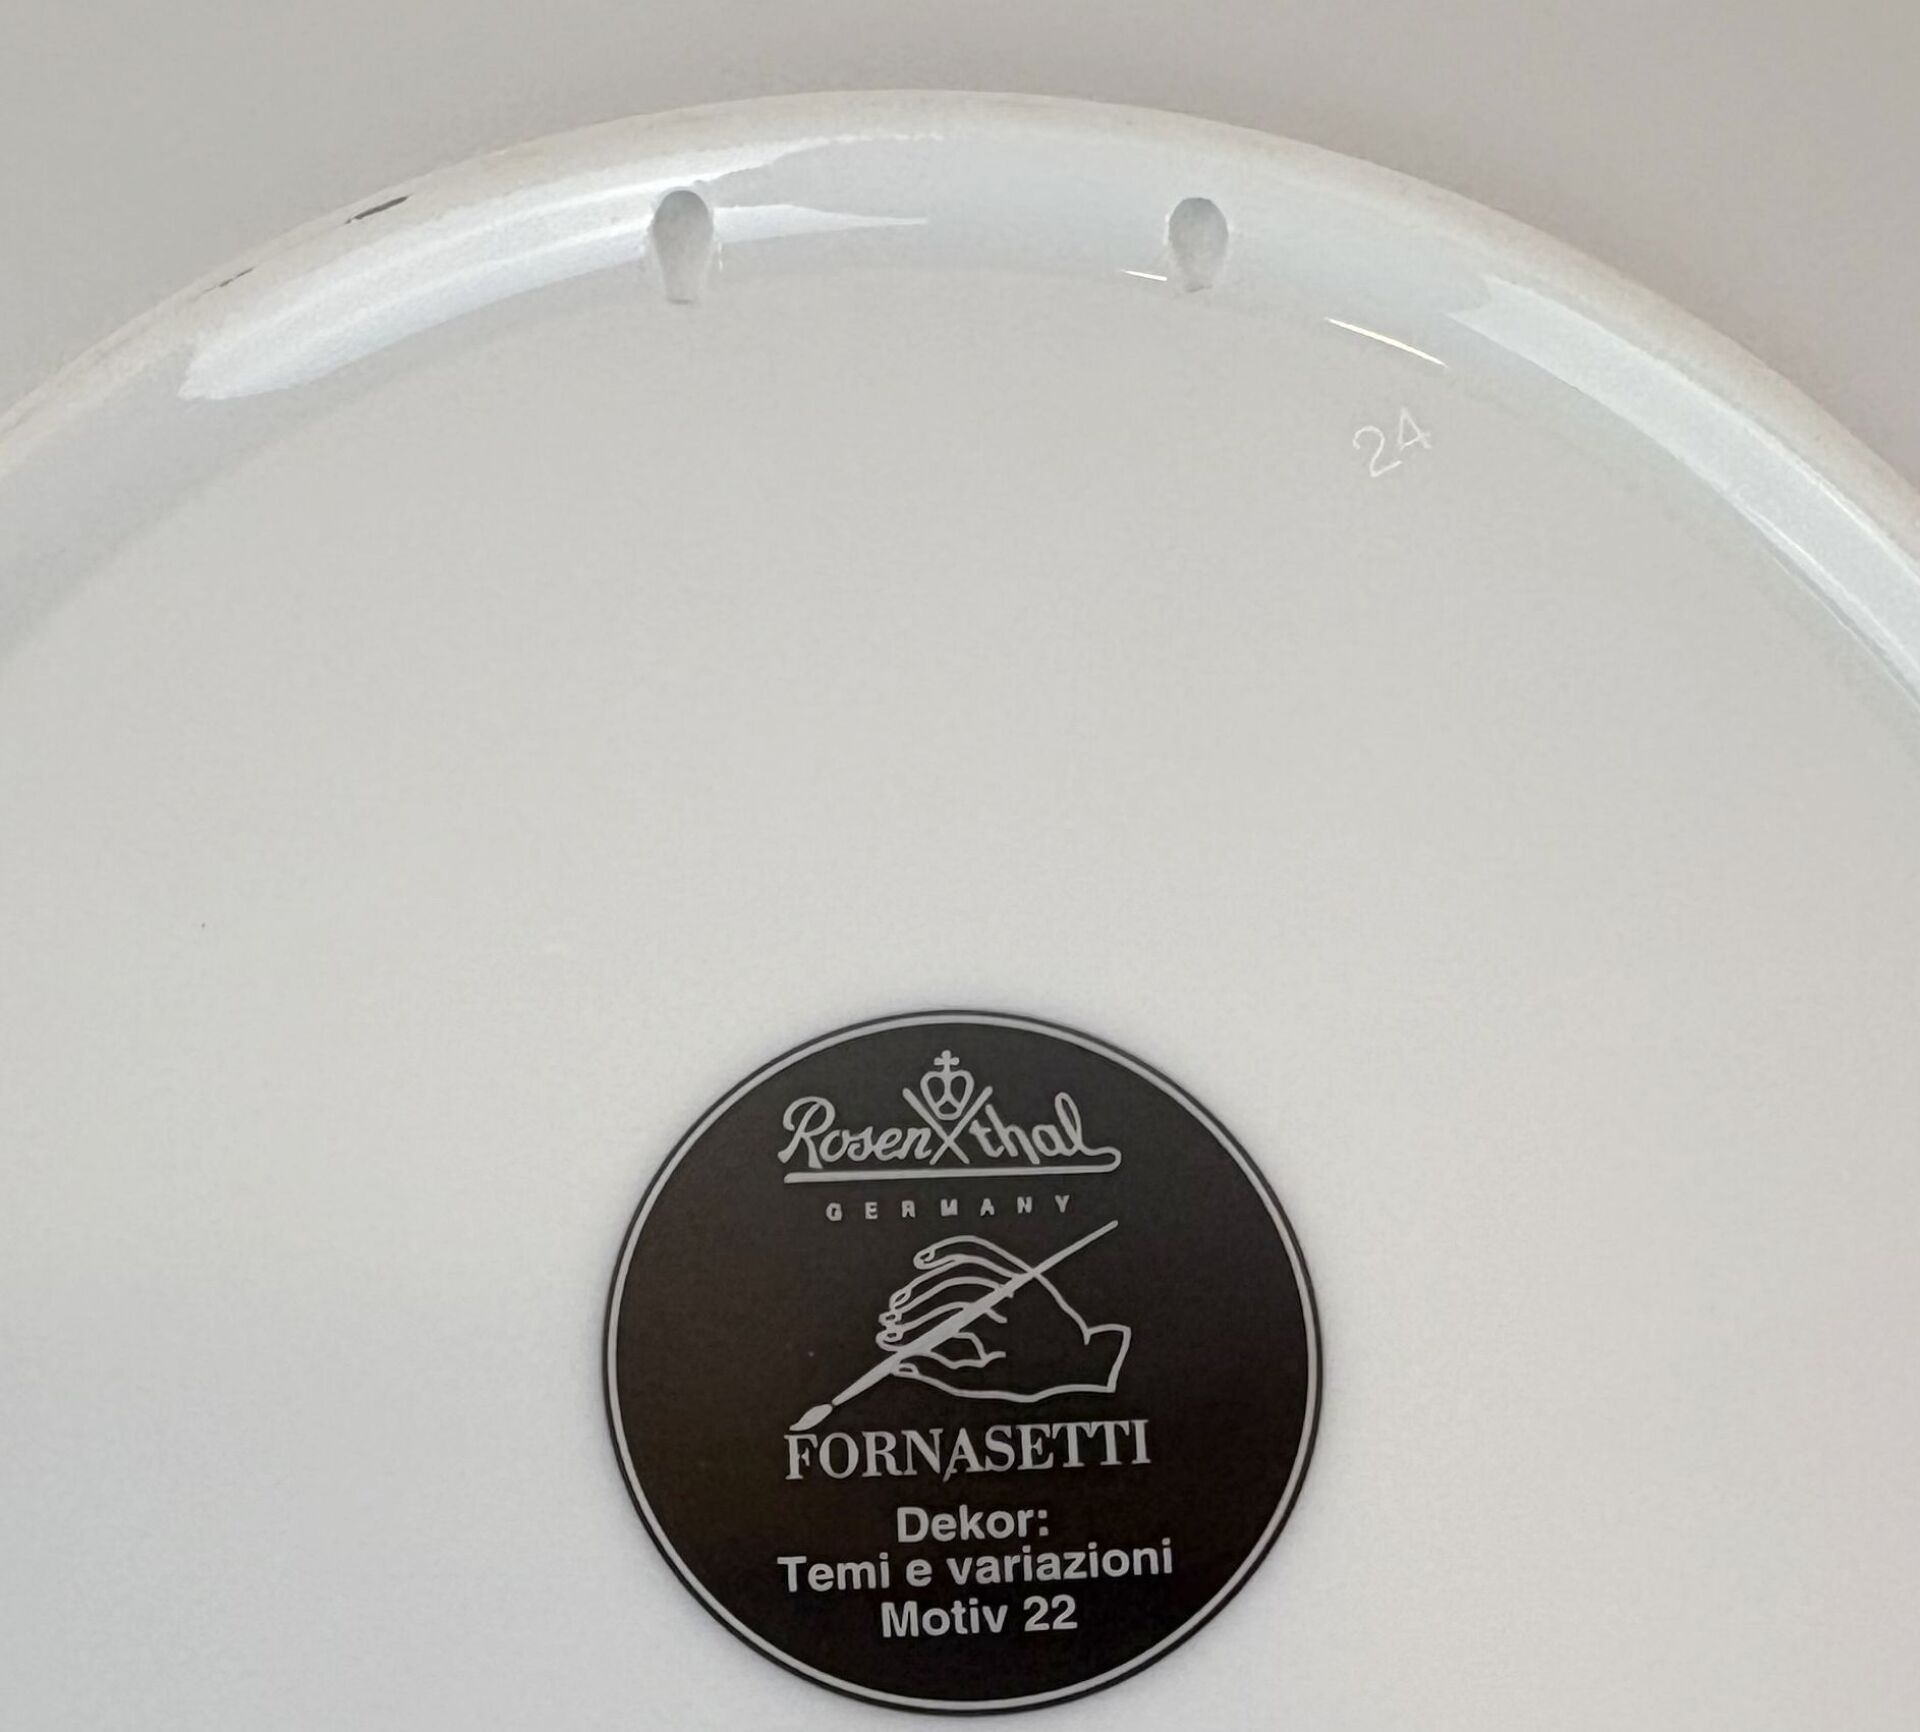 24
Rosenthal
GERMANY
FORNASETTI
Dekor:
Temi e variazioni
Motiv 22